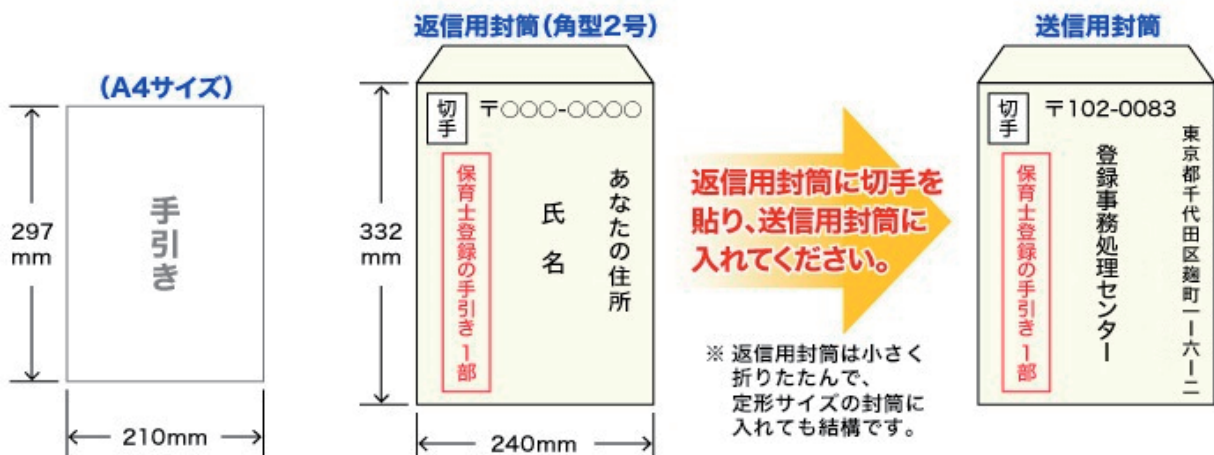 (A4サイズ)
手引き
297
mm
210mm
返信用封筒(角型2号)
切手
〒○○○-○○○○
あなたの住所
氏名
保育士登録の手引き 1部
332
mm
240mm
返信用封筒に切手を
貼り、送信用封筒に
入れてください。
※ 返信用封筒は小さく
折りたたんで、
定形サイズの封筒に
入れても結構です。
送信用封筒
切手
〒102-0083
東京都千代田区麹町一ー六ー二
登録事務処理センター
保育士登録の手引き 1部